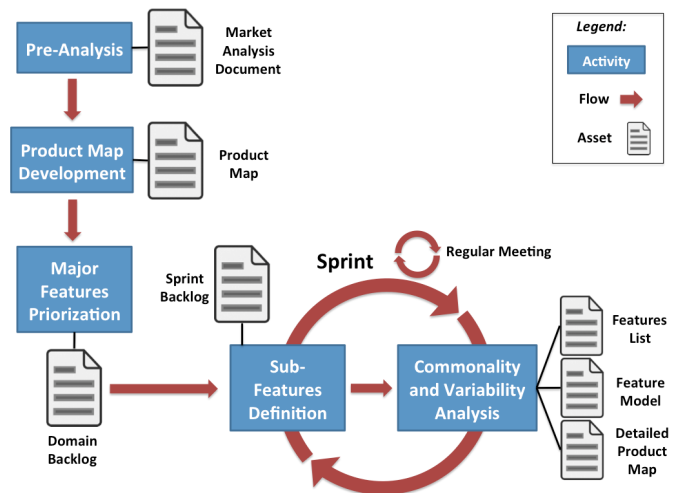 Pre-Analysis
Market
Analysis
Document
Legend:
Activity
Flow
Asset
Product Map
Development
Product
Map
Major
Features
Priorization
Sprint
Backlog
Sprint
Regular Meeting
Domain
Backlog
Sub-
Features
Definition
Commonality
and Variability
Analysis
Features
List
Feature
Model
Detailed
Product
Map